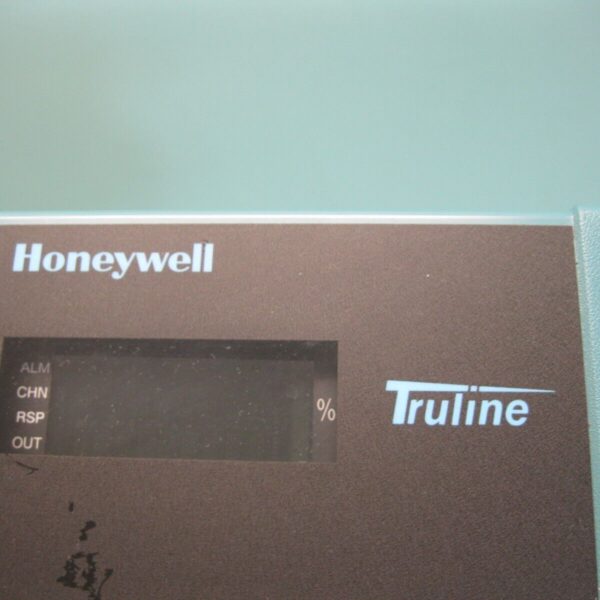 Honeywell
ALM
CHN
RSP
OUT
%
Truline